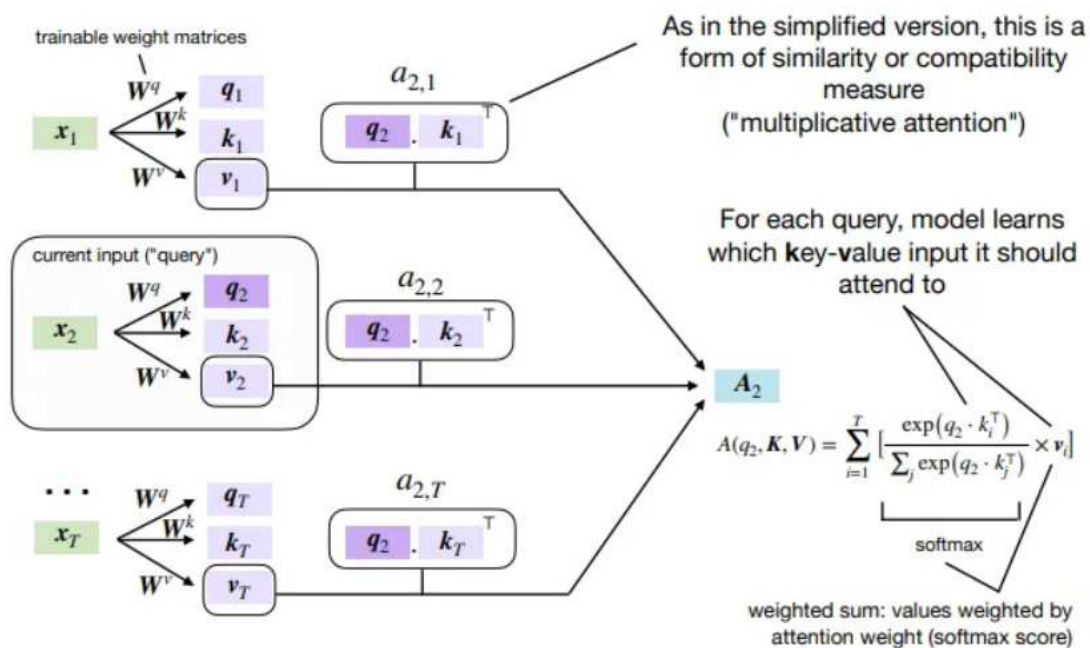 trainable weight matrices
W^q
W^k
W^v
x_1
q_1
k_1
v_1
a_{2,1}
q_2 . k_1^⊤
As in the simplified version, this is a
form of similarity or compatibility
measure
("multiplicative attention")
current input ("query")
W^q
W^k
W^v
x_2
q_2
k_2
v_2
a_{2,2}
q_2 . k_2^⊤
For each query, model learns
which key-value input it should
attend to
A_2
A(q_2, K, V) = \sum_{i=1}^{T} [ \frac{exp(q_2 · k_i^⊤)}{\sum_j exp(q_2 · k_j^⊤)} × v_i]
softmax
weighted sum: values weighted by
attention weight (softmax score)
...
W^q
W^k
W^v
x_T
q_T
k_T
v_T
a_{2,T}
q_2 . k_T^⊤